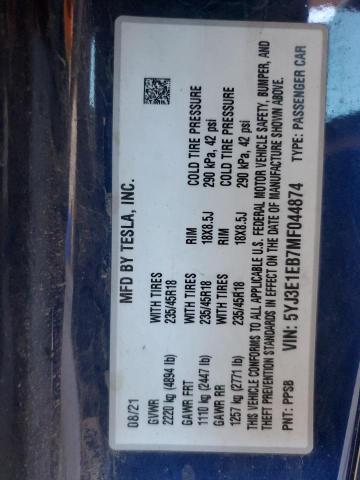 MFD BY TESLA, INC.
08/21
GVWR WITH TIRES RIM COLD TIRE PRESSURE
2220 kg (4894 lb) 235/45R18 18X8.5J 290 kPa, 42 psi
GAWR FRT WITH TIRES RIM COLD TIRE PRESSURE
1110 kg (2447 lb) 235/45R18 18X8.5J 290 kPa, 42 psi
GAWR RR
1257 kg (2771 lb)
THIS VEHICLE CONFORMS TO ALL APPLICABLE U.S. FEDERAL MOTOR VEHICLE SAFETY, BUMPER, AND
THEFT PREVENTION STANDARDS IN EFFECT ON THE DATE OF MANUFACTURE SHOWN ABOVE.
VIN: 5YJ3E1EB7MF044874
PNT: PPSB TYPE: PASSENGER CAR